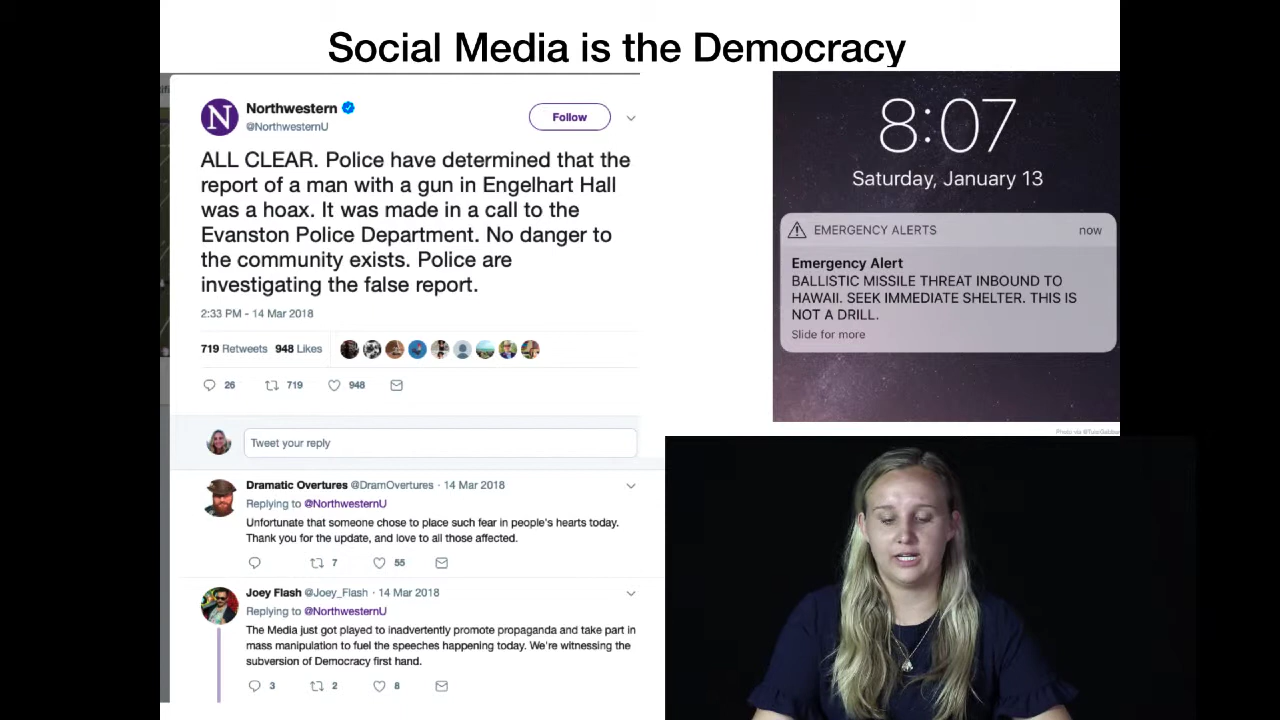 Social Media is the Democracy
N
Northwestern
@NorthwesternU
Follow
ALL CLEAR. Police have determined that the
report of a man with a gun in Engelhart Hall
was a hoax. It was made in a call to the
Evanston Police Department. No danger to
the community exists. Police are
investigating the false report.
2:33 PM - 14 Mar 2018
719 Retweets 948 Likes
26 719 948
Tweet your reply
Dramatic Overtures @DramOvertures · 14 Mar 2018
Replying to @NorthwesternU
Unfortunate that someone chose to place such fear in people's hearts today.
Thank you for the update, and love to all those affected.
7 55
Joey Flash @Joey_Flash · 14 Mar 2018
Replying to @NorthwesternU
The Media just got played to inadvertently promote propaganda and take part in
mass manipulation to fuel the speeches happening today. We're witnessing the
subversion of Democracy first hand.
3 2 8
8:07
Saturday, January 13
EMERGENCY ALERTS now
Emergency Alert
BALLISTIC MISSILE THREAT INBOUND TO
HAWAII. SEEK IMMEDIATE SHELTER. THIS IS
NOT A DRILL.
Slide for more